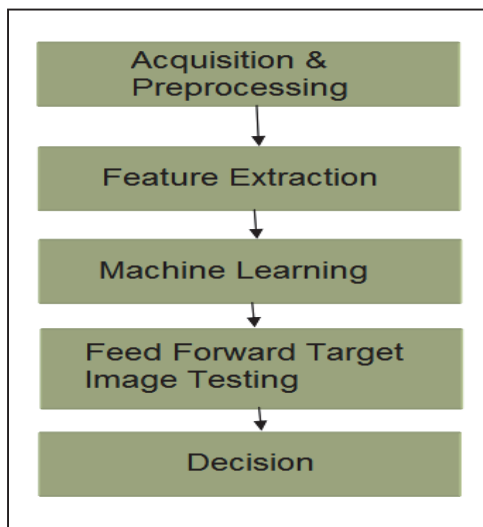 Acquisition &
Preprocessing
Feature Extraction
Machine Learning
Feed Forward Target
Image Testing
Decision